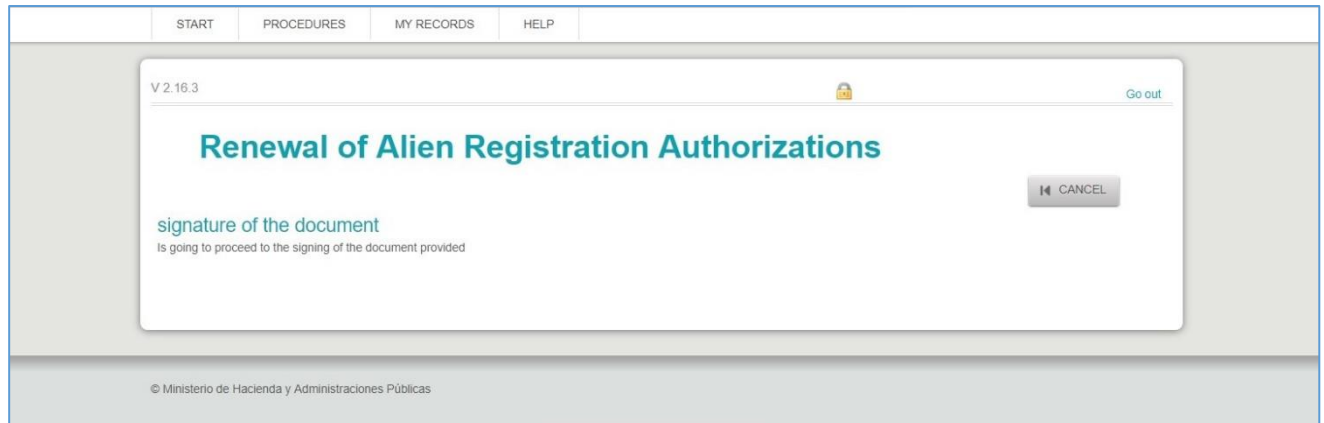 START PROCEDURES MY RECORDS HELP
V 2.16.3 Go out
Renewal of Alien Registration Authorizations
CANCEL
signature of the document
Is going to proceed to the signing of the document provided
© Ministerio de Hacienda y Administraciones Públicas